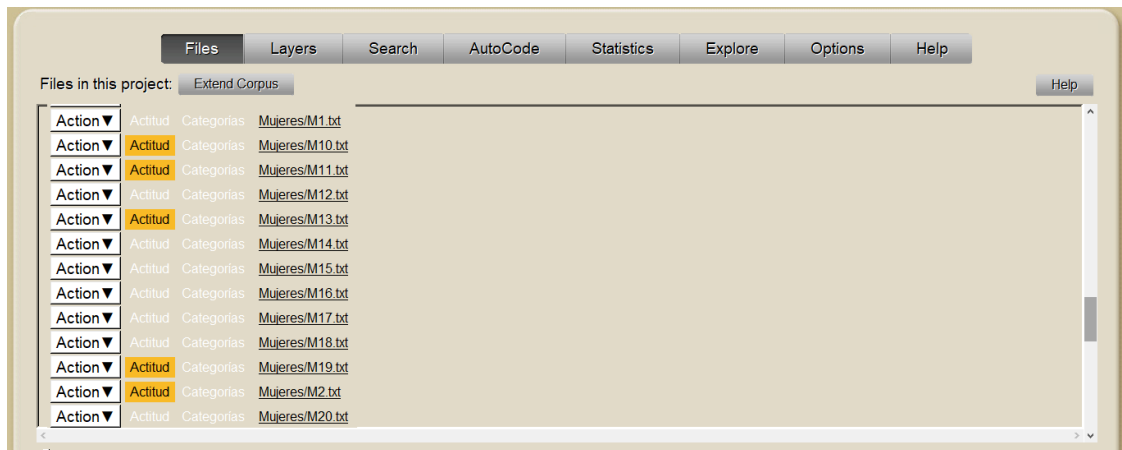 Files Layers Search AutoCode Statistics Explore Options Help
Files in this project: Extend Corpus Help
Action▼ Actitud Categorías Mujeres/M1.txt
Action▼ Actitud Categorías Mujeres/M10.txt
Action▼ Actitud Categorías Mujeres/M11.txt
Action▼ Actitud Categorías Mujeres/M12.txt
Action▼ Actitud Categorías Mujeres/M13.txt
Action▼ Actitud Categorías Mujeres/M14.txt
Action▼ Actitud Categorías Mujeres/M15.txt
Action▼ Actitud Categorías Mujeres/M16.txt
Action▼ Actitud Categorías Mujeres/M17.txt
Action▼ Actitud Categorías Mujeres/M18.txt
Action▼ Actitud Categorías Mujeres/M19.txt
Action▼ Actitud Categorías Mujeres/M2.txt
Action▼ Actitud Categorías Mujeres/M20.txt